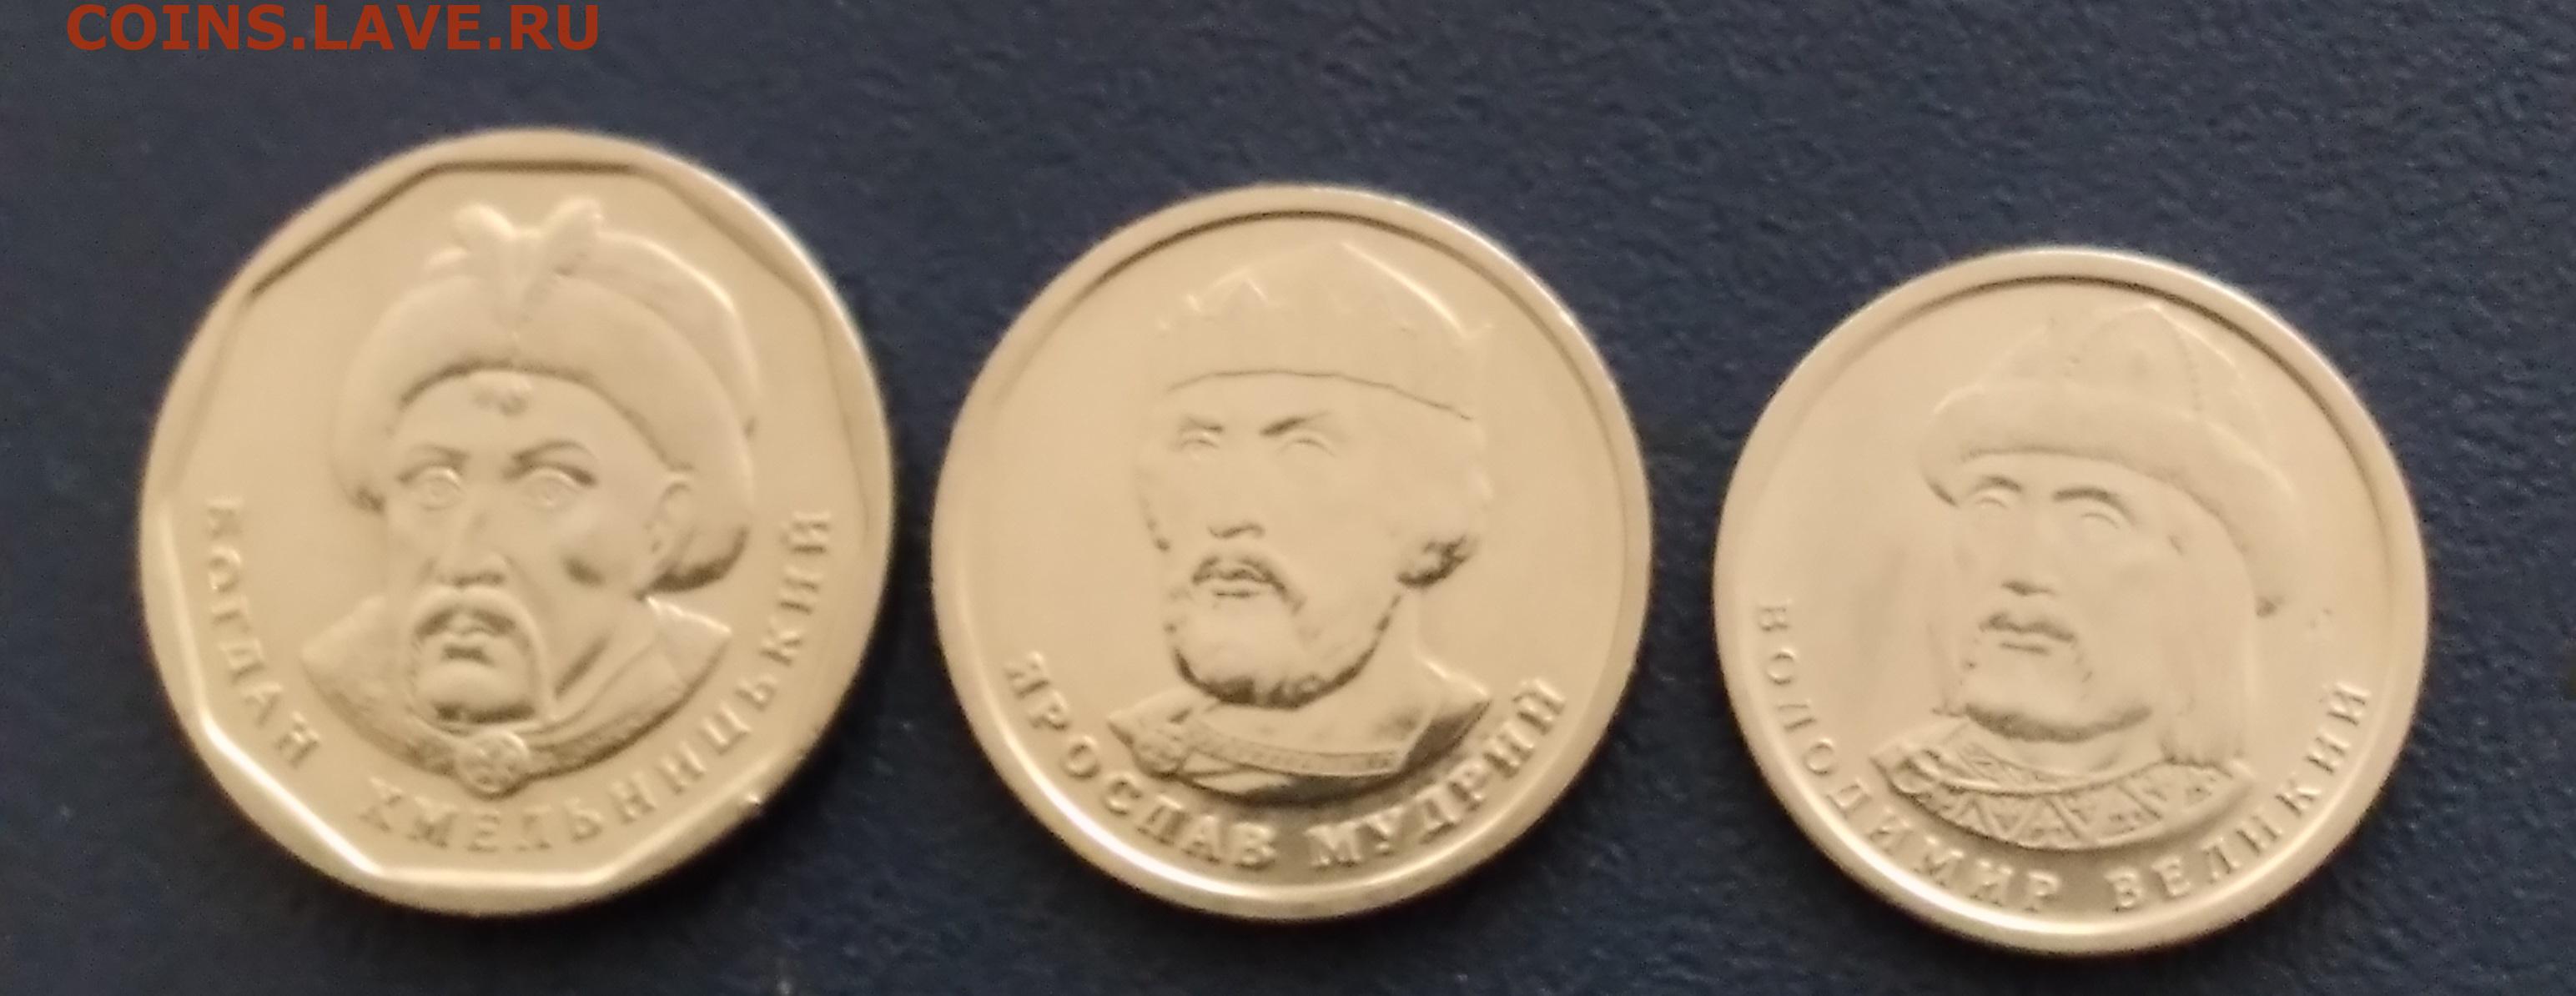 COINS.LAVE.RU
БОГДАН ХМЕЛЬНИЦЬКИЙ
ЯРОСЛАВ МУДРИЙ
ВОЛОДИМИР ВЕЛИКИЙ